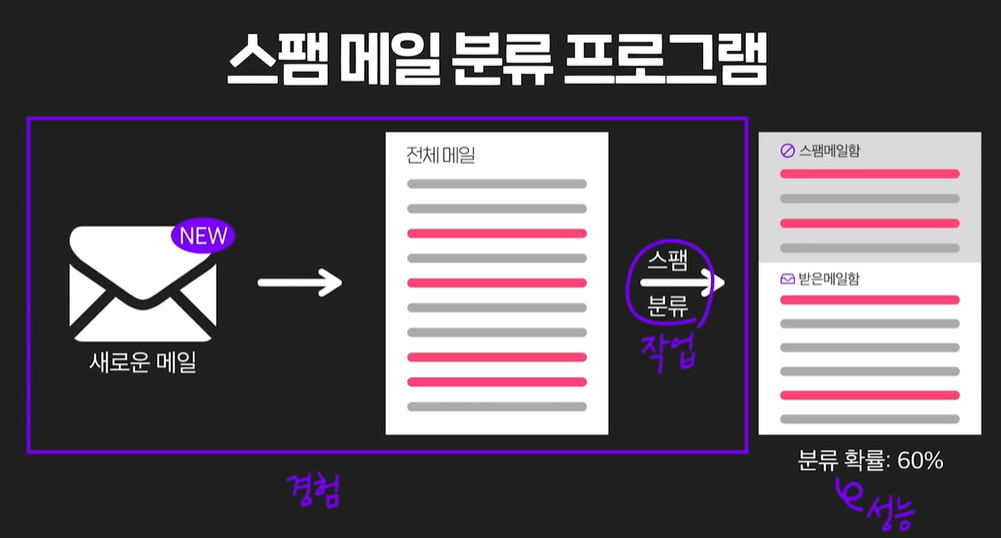 스팸 메일 분류 프로그램
전체 메일
NEW
새로운 메일
스팸
분류
작업
스팸메일함
받은메일함
분류 확률: 60%
경험
성능